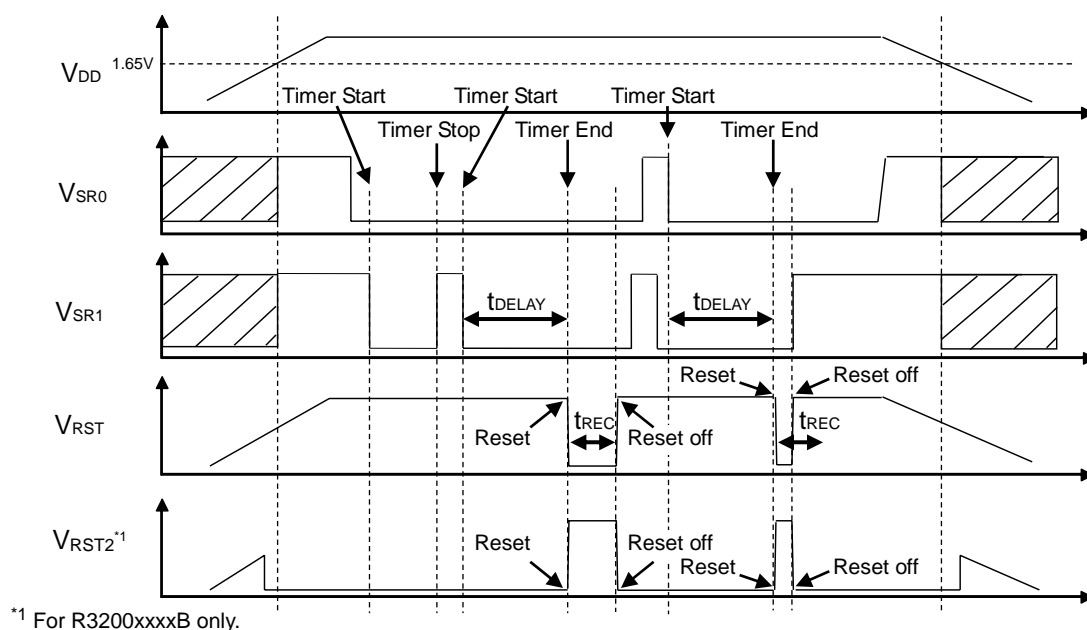 VDD
1.65V
Timer Start
Timer Start
Timer Start
Timer Stop
Timer End
Timer End
VSR0
VSR1
tDELAY
tDELAY
VRST
Reset
Reset off
Reset
tREC
Reset off
tREC
VRST2*1
Reset
Reset off
Reset
Reset off
*1 For R3200xxxxB only.